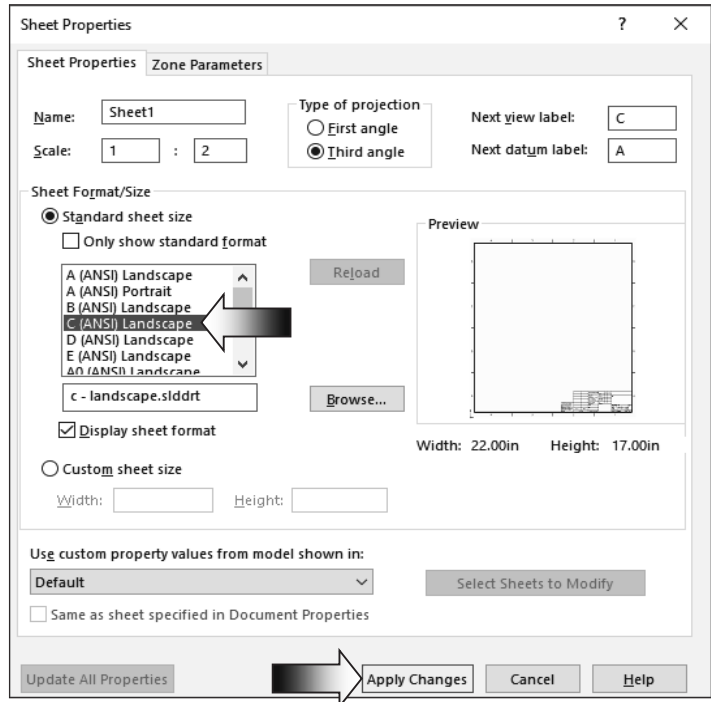 Sheet Properties ? ×
Sheet Properties Zone Parameters
Name: Sheet1
Scale: 1 : 2
Type of projection
First angle
Third angle
Next view label: C
Next datum label: A
Sheet Format/Size
Standard sheet size
Only show standard format
A (ANSI) Landscape
A (ANSI) Portrait
B (ANSI) Landscape
C (ANSI) Landscape
D (ANSI) Landscape
E (ANSI) Landscape
A0 (ANSI) Landscape
Reload
c - landscape.slddrt
Browse...
Display sheet format
Preview
Width: 22.00in Height: 17.00in
Custom sheet size
Width: Height:
Use custom property values from model shown in:
Default
Select Sheets to Modify
Same as sheet specified in Document Properties
Update All Properties Apply Changes Cancel Help